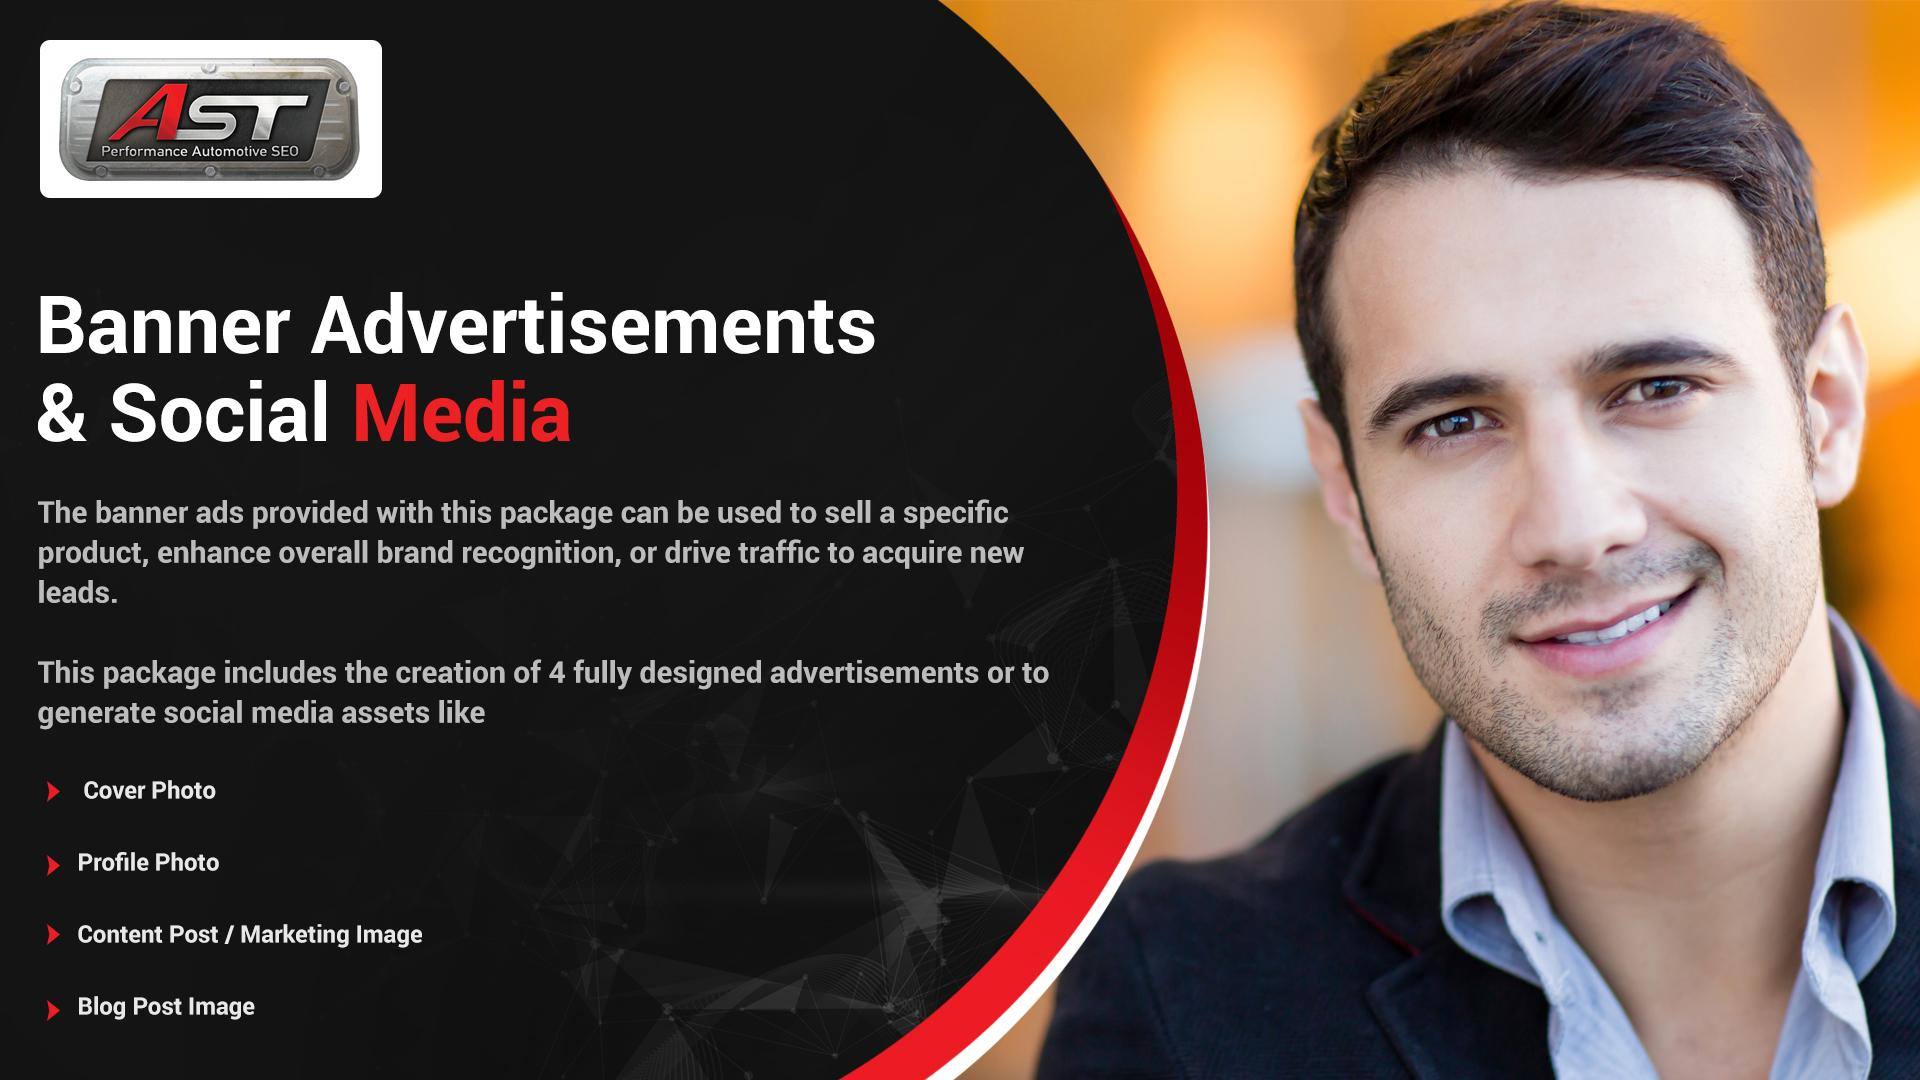 AST
Performance Automotive SEO
Banner Advertisements
& Social Media
The banner ads provided with this package can be used to sell a specific
product, enhance overall brand recognition, or drive traffic to acquire new
leads.
This package includes the creation of 4 fully designed advertisements or to
generate social media assets like
Cover Photo
Profile Photo
Content Post / Marketing Image
Blog Post Image